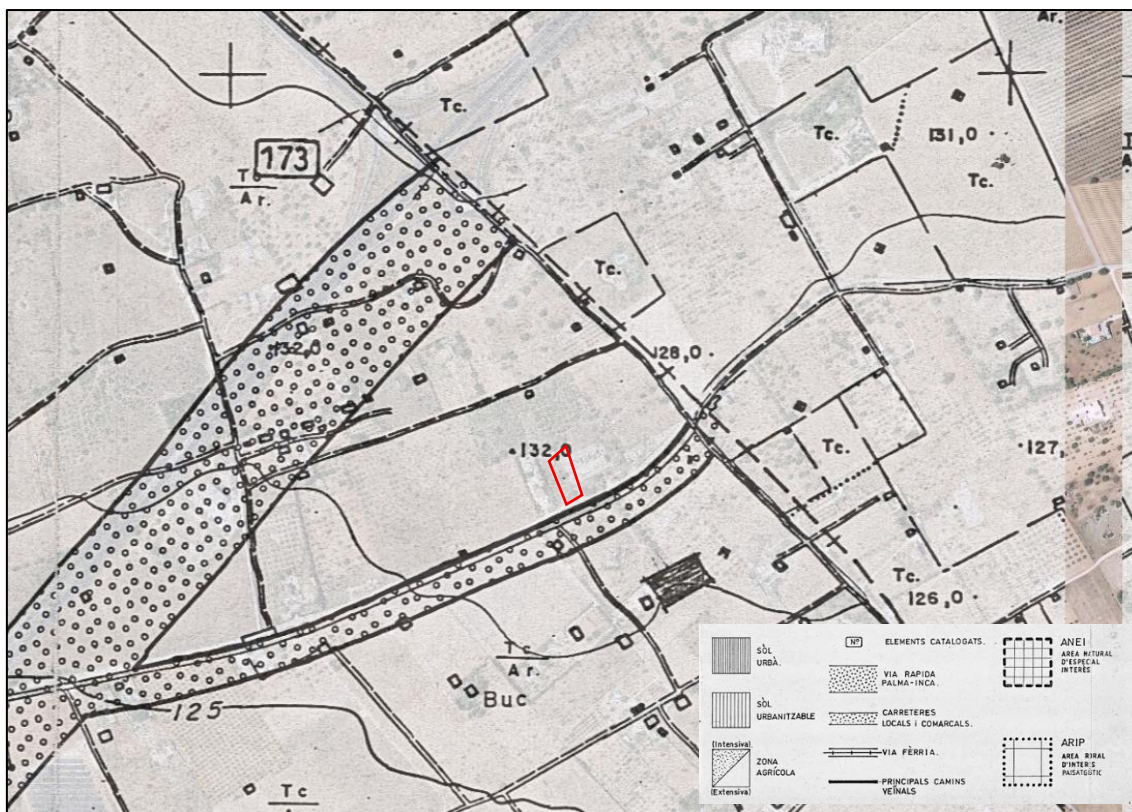 Ar.
Tc.
173
Ar.
Tc.
131,0
Tc.
Tc.
132,0
128,0
132,0
Tc.
127,
Tc.
126,0
Tc
Ar.
125
Buc
Tc
SÒL
URBÀ.
SÒL
URBANITZABLE
(Intensiva)
ZONA
AGRÍCOLA
(Extensiva)
Nº
ELEMENTS CATALOGATS.
VIA RAPIDA
PALMA-INCA.
CARRETERES
LOCALS i COMARCALS.
VIA FÈRRIA.
PRINCIPALS CAMINS
VEÏNALS
ANEI
AREA NATURAL
D'ESPECIAL
INTERÈS
ARIP
AREA RURAL
D'INTERÈS
PAISATGÍSTIC